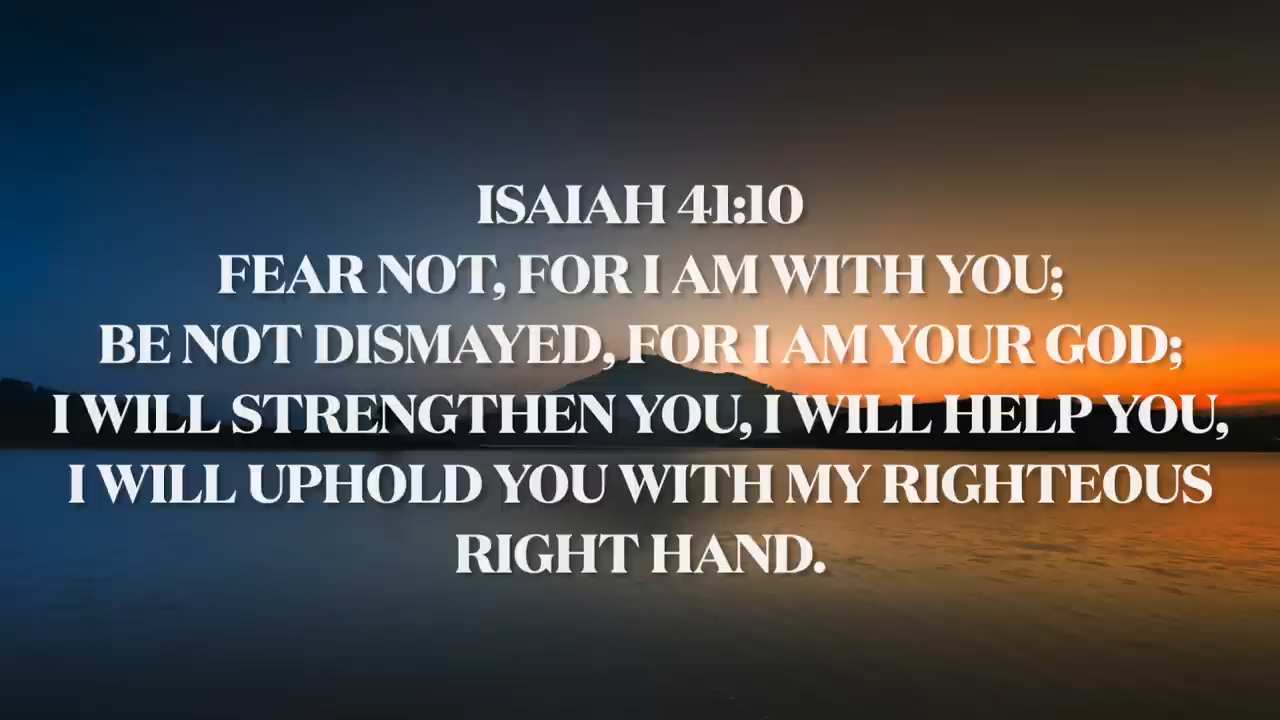 ISAIAH 41:10
FEAR NOT, FOR I AM WITH YOU;
BE NOT DISMAYED, FOR I AM YOUR GOD;
I WILL STRENGTHEN YOU, I WILL HELP YOU,
I WILL UPHOLD YOU WITH MY RIGHTEOUS
RIGHT HAND.